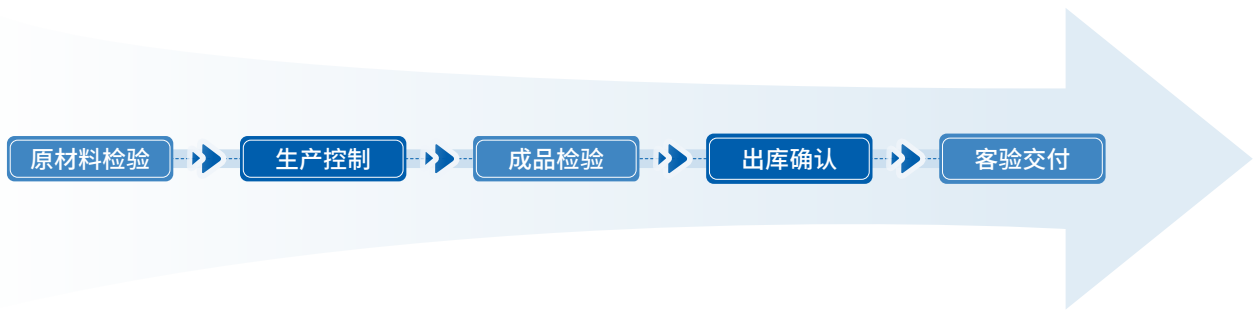 原材料检验
生产控制
成品检验
出库确认
客验交付